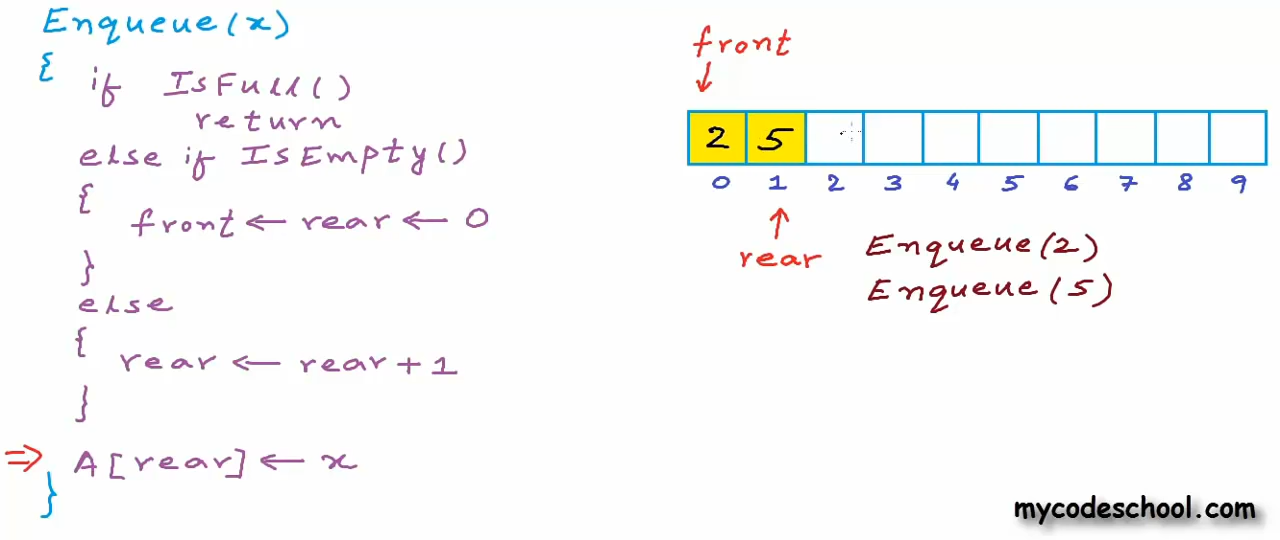 Enqueue(x)
{
if IsFull()
return
else if IsEmpty()
{
front ← rear ← 0
}
else
{
rear ← rear + 1
}
⇒ A[rear] ← x
}
front
↓
2 5
0 1 2 3 4 5 6 7 8 9
↑
rear
Enqueue(2)
Enqueue(5)
mycodeschool.com